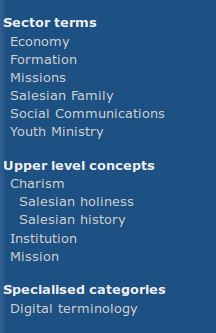 Sector terms
Economy
Formation
Missions
Salesian Family
Social Communications
Youth Ministry
Upper level concepts
Charism
Salesian holiness
Salesian history
Institution
Mission
Specialised categories
Digital terminology